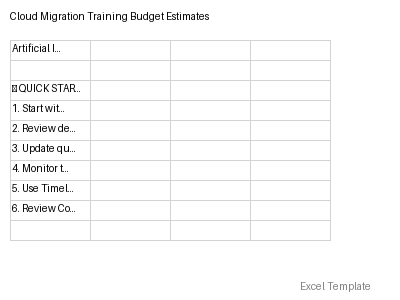 Cloud Migration Training Budget Estimates
Artificial I...
QUICK STAR...
1. Start wit...
2. Review de...
3. Update qu...
4. Monitor t...
5. Use Timel...
6. Review Co...
Excel Template